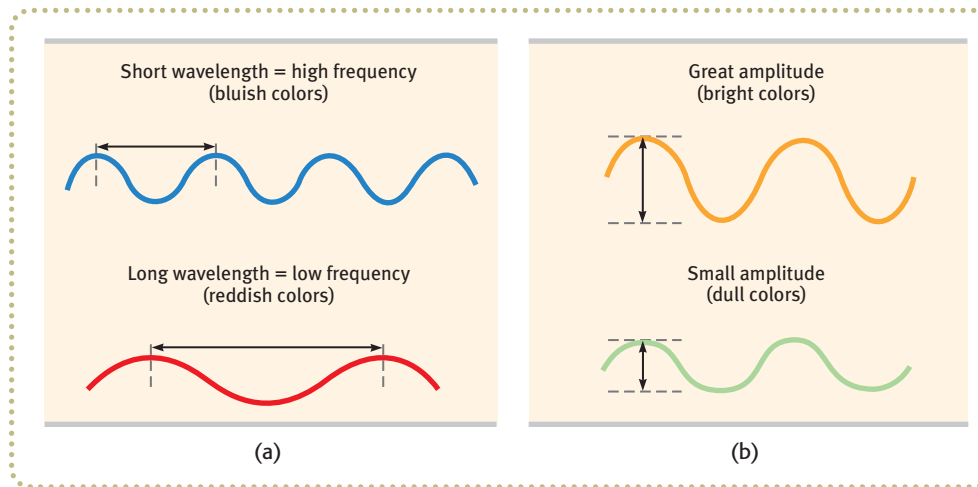 Short wavelength = high frequency
(bluish colors)
Long wavelength = low frequency
(reddish colors)
(a)
Great amplitude
(bright colors)
Small amplitude
(dull colors)
(b)